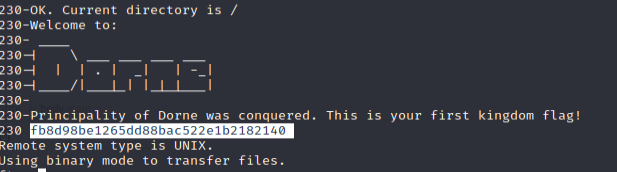 230-OK. Current directory is /
230-Welcome to:
230-  ____
230-|    \ ___ ___ ___ ___
230-|  |  | . |  _|   | -_|
230-|____/|___|_| |_|_|___|
230-
230-Principality of Dorne was conquered. This is your first kingdom flag!
230 fb8d98be1265dd88bac522e1b2182140
Remote system type is UNIX.
Using binary mode to transfer files.